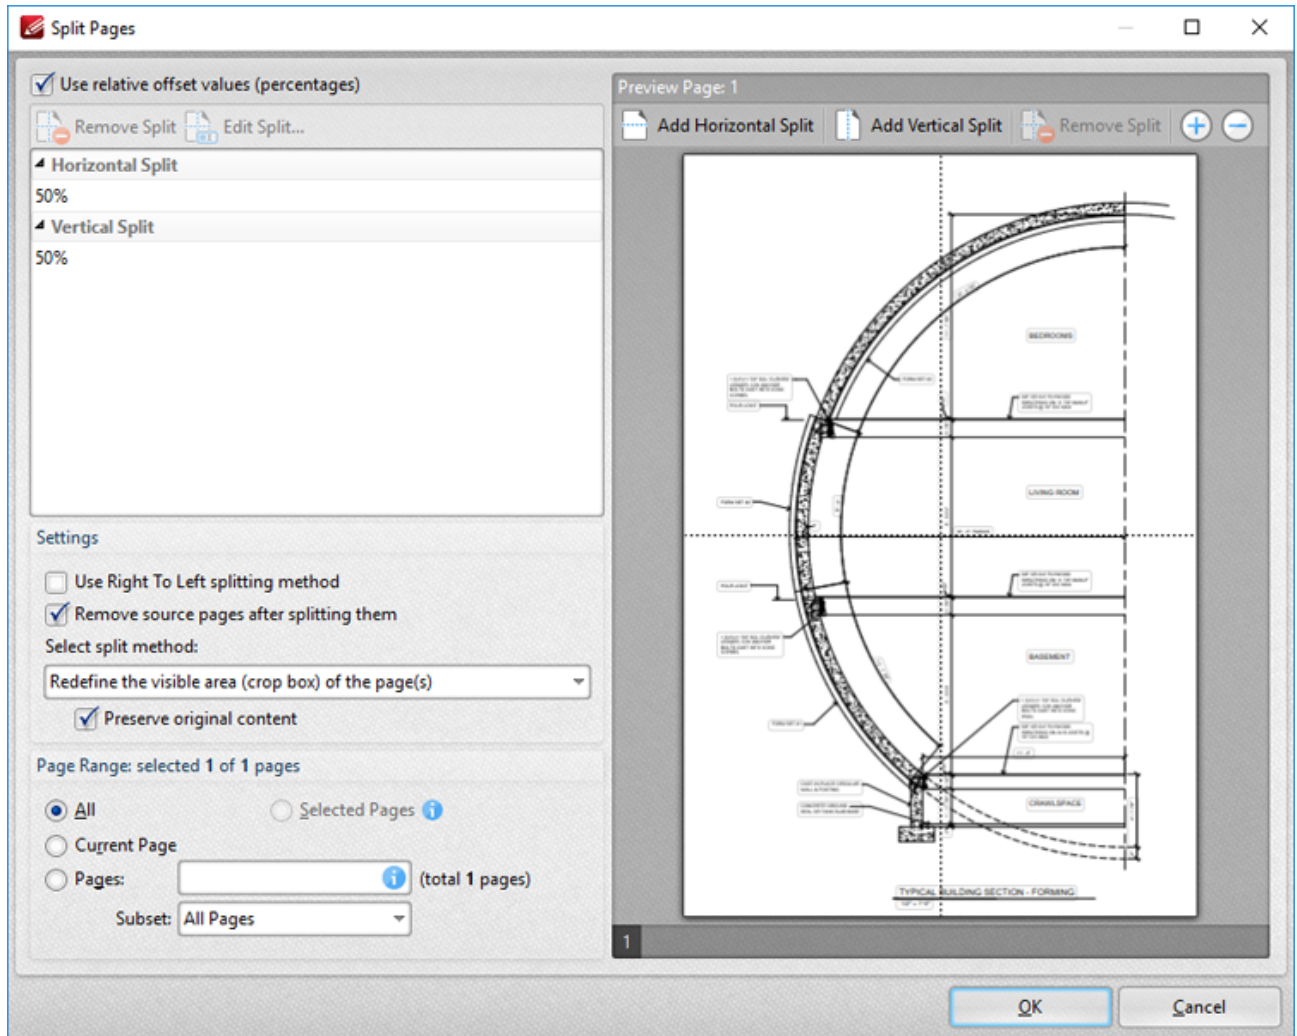 Split Pages
Use relative offset values (percentages)
Remove Split
Edit Split...
Horizontal Split
50%
Vertical Split
50%
Settings
Use Right To Left splitting method
Remove source pages after splitting them
Select split method:
Redefine the visible area (crop box) of the page(s)
Preserve original content
Page Range: selected 1 of 1 pages
All
Selected Pages
Current Page
Pages:
(total 1 pages)
Subset:
All Pages
Preview Page: 1
Add Horizontal Split
Add Vertical Split
Remove Split
BEDROOMS
LIVING ROOM
BASEMENT
CRAWLSPACE
TYPICAL BUILDING SECTION - FORMING
1
OK
Cancel